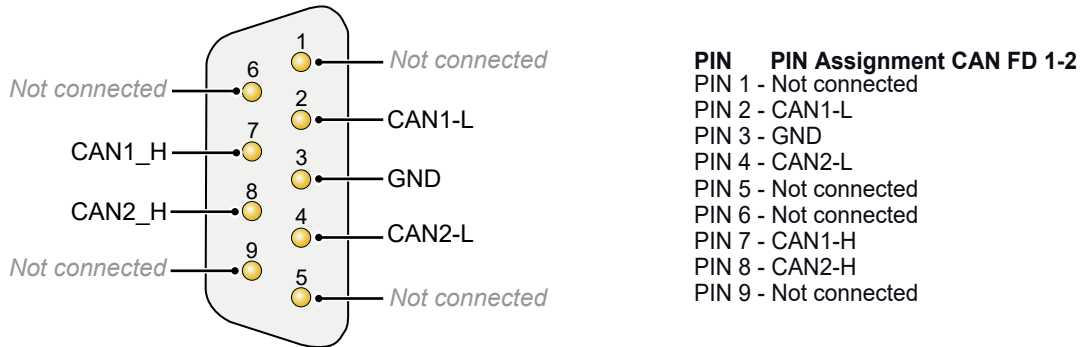 1
Not connected
6
Not connected
2
CAN1-L
7
CAN1_H
3
GND
8
CAN2_H
4
CAN2-L
9
Not connected
5
Not connected
PIN PIN Assignment CAN FD 1-2
PIN 1 - Not connected
PIN 2 - CAN1-L
PIN 3 - GND
PIN 4 - CAN2-L
PIN 5 - Not connected
PIN 6 - Not connected
PIN 7 - CAN1-H
PIN 8 - CAN2-H
PIN 9 - Not connected